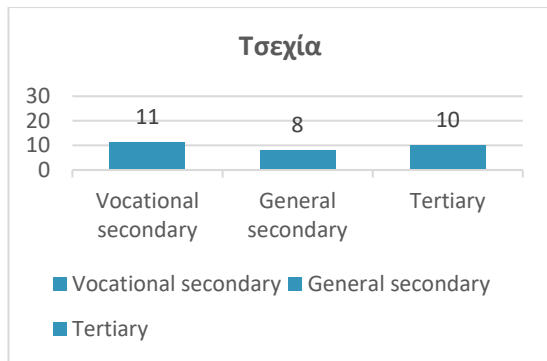 Τσεχία
30
20
10
0
11
8
10
Vocational secondary
General secondary
Tertiary
Vocational secondary
General secondary
Tertiary